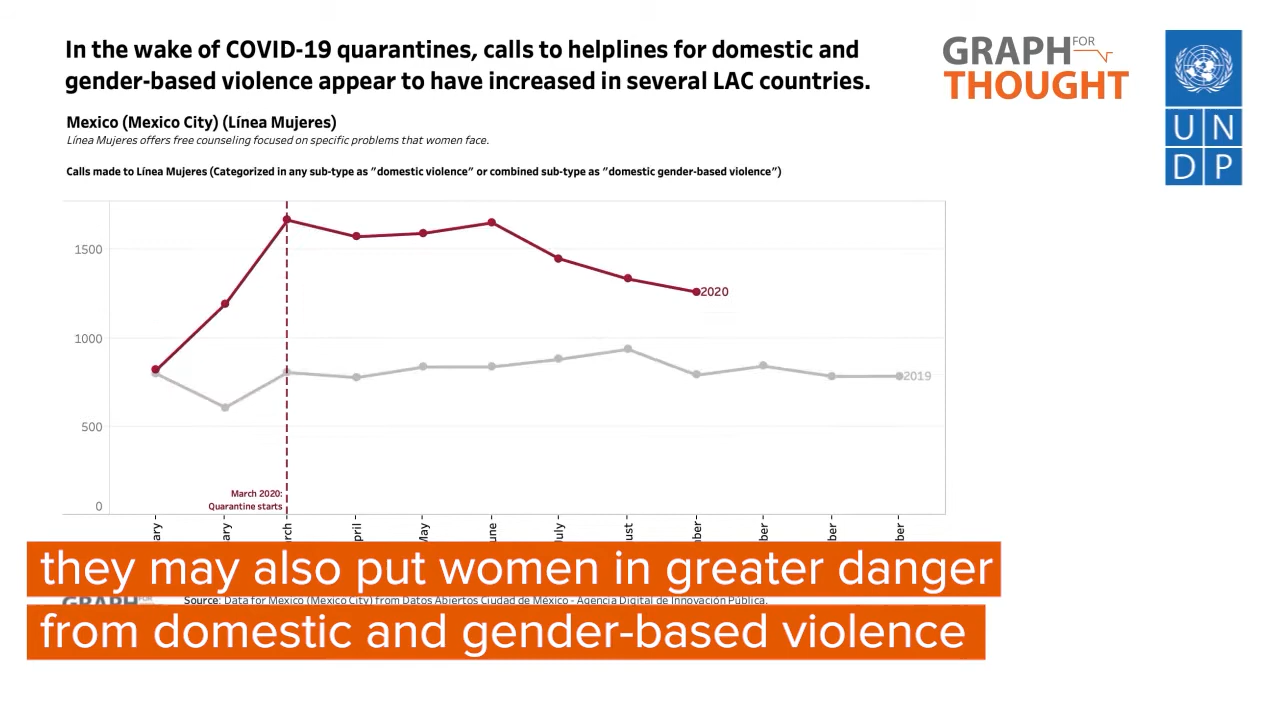 In the wake of COVID-19 quarantines, calls to helplines for domestic and
gender-based violence appear to have increased in several LAC countries.
GRAPH FOR
THOUGHT
U N
D P
Mexico (Mexico City) (Línea Mujeres)
Línea Mujeres offers free counseling focused on specific problems that women face.
Calls made to Línea Mujeres (Categorized in any sub-type as "domestic violence" or combined sub-type as "domestic gender-based violence")
1500
1000
500
0
2020
2019
March 2020:
Quarantine starts
May
July
they may also put women in greater danger
Source: Data for Mexico (Mexico City) from Datos Abiertos Ciudad de México - Agencia Digital de Innovación Pública.
from domestic and gender-based violence